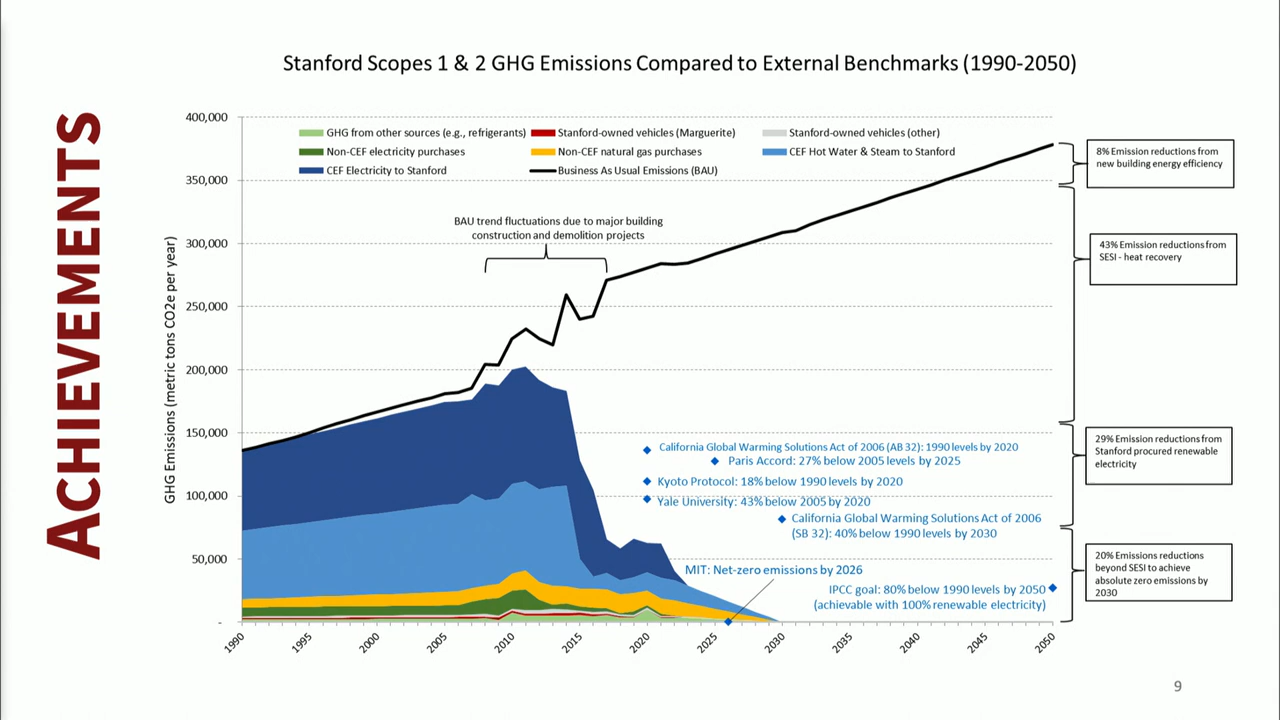 ACHIEVEMENTS
Stanford Scopes 1 & 2 GHG Emissions Compared to External Benchmarks (1990-2050)
GHG Emissions (metric tons CO2e per year)
400,000
350,000
300,000
250,000
200,000
150,000
100,000
50,000
-
GHG from other sources (e.g., refrigerants)
Stanford-owned vehicles (Marguerite)
Stanford-owned vehicles (other)
Non-CEF electricity purchases
Non-CEF natural gas purchases
CEF Hot Water & Steam to Stanford
CEF Electricity to Stanford
Business As Usual Emissions (BAU)
BAU trend fluctuations due to major building
construction and demolition projects
California Global Warming Solutions Act of 2006 (AB 32): 1990 levels by 2020
Paris Accord: 27% below 2005 levels by 2025
Kyoto Protocol: 18% below 1990 levels by 2020
Yale University: 43% below 2005 by 2020
California Global Warming Solutions Act of 2006
(SB 32): 40% below 1990 levels by 2030
MIT: Net-zero emissions by 2026
IPCC goal: 80% below 1990 levels by 2050
(achievable with 100% renewable electricity)
8% Emission reductions from
new building energy efficiency
43% Emission reductions from
SESI - heat recovery
29% Emission reductions from
Stanford procured renewable
electricity
20% Emissions reductions
beyond SESI to achieve
absolute zero emissions by
2030
1990
1995
2000
2005
2010
2015
2020
2025
2030
2035
2040
2045
2050
9